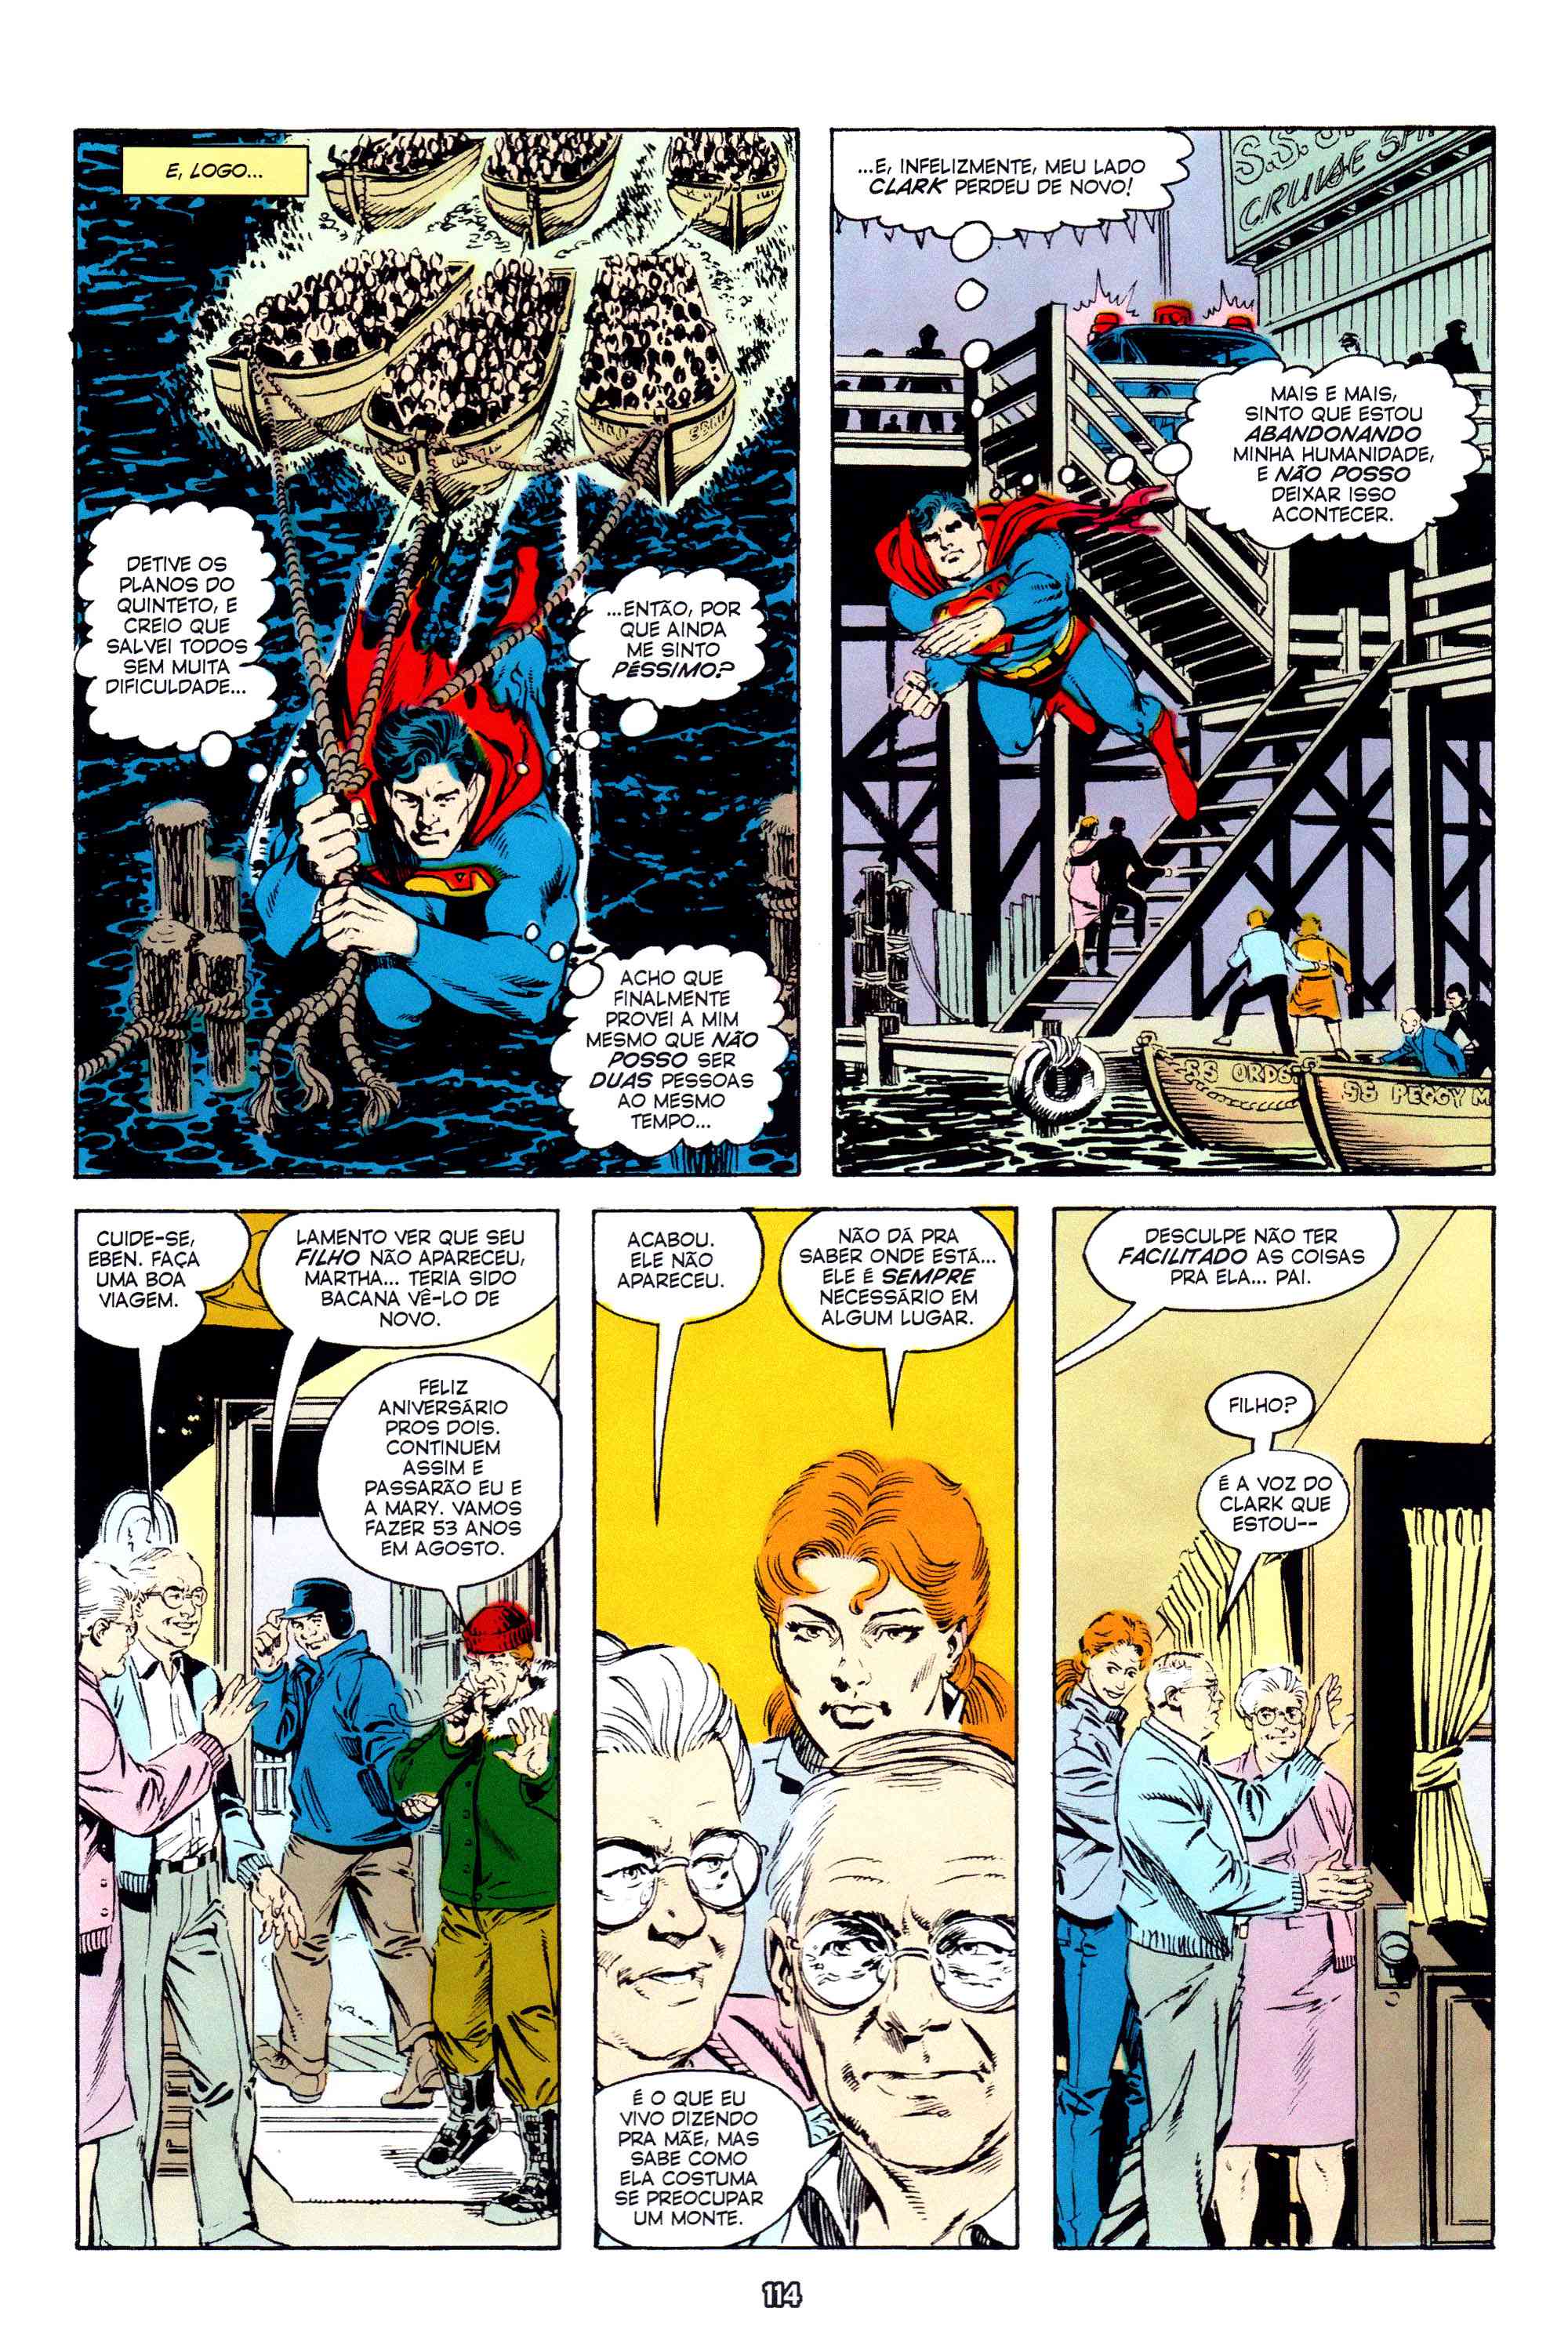 E, LOGO...
DETIVE OS
PLANOS DO
QUINTETO, E
CREIO QUE
SALVEI TODOS
SEM MUITA
DIFICULDADE...
...ENTÃO, POR
QUE AINDA
ME SINTO
PÉSSIMO?
ACHO QUE
FINALMENTE
PROVEI A MIM
MESMO QUE NÃO
POSSO SER
DUAS PESSOAS
AO MESMO
TEMPO...
...E, INFELIZMENTE, MEU LADO
CLARK PERDEU DE NOVO!
S.S.
CRUISE
MAIS E MAIS,
SINTO QUE ESTOU
ABANDONANDO
MINHA HUMANIDADE,
E NÃO POSSO
DEIXAR ISSO
ACONTECER.
SS ORDS
SS PEGGY M
CUIDE-SE,
EBEN. FAÇA
UMA BOA
VIAGEM.
LAMENTO VER QUE SEU
FILHO NÃO APARECEU,
MARTHA... TERIA SIDO
BACANA VÊ-LO DE
NOVO.
FELIZ
ANIVERSÁRIO
PROS DOIS.
CONTINUEM
ASSIM E
PASSARÃO EU E
A MARY. VAMOS
FAZER 53 ANOS
EM AGOSTO.
ACABOU.
ELE NÃO
APARECEU.
NÃO DÁ PRA
SABER ONDE ESTÁ...
ELE É SEMPRE
NECESSÁRIO EM
ALGUM LUGAR.
É O QUE EU
VIVO DIZENDO
PRA MÃE, MAS
SABE COMO
ELA COSTUMA
SE PREOCUPAR
UM MONTE.
DESCULPE NÃO TER
FACILITADO AS COISAS
PRA ELA... PAI.
FILHO?
É A VOZ DO
CLARK QUE
ESTOU--
114